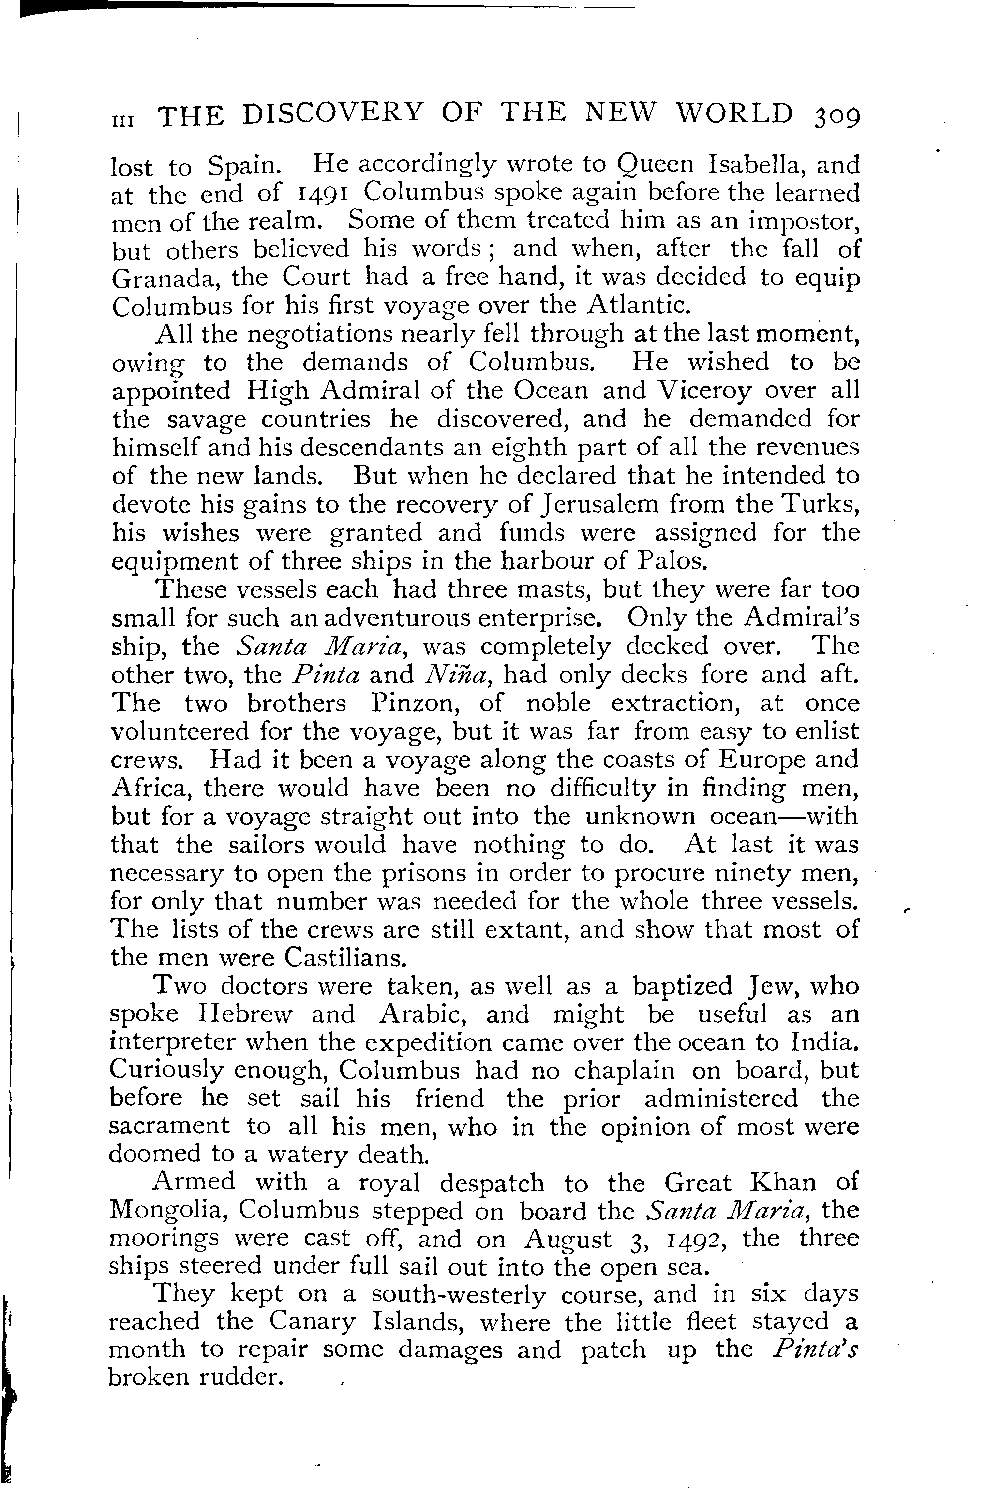 III THE DISCOVERY OF THE NEW WORLD 309
lost to Spain. He accordingly wrote to Queen Isabella, and
at the end of 1491 Columbus spoke again before the learned
men of the realm. Some of them treated him as an impostor,
but others believed his words; and when, after the fall of
Granada, the Court had a free hand, it was decided to equip
Columbus for his first voyage over the Atlantic.
All the negotiations nearly fell through at the last moment,
owing to the demands of Columbus. He wished to be
appointed High Admiral of the Ocean and Viceroy over all
the savage countries he discovered, and he demanded for
himself and his descendants an eighth part of all the revenues
of the new lands. But when he declared that he intended to
devote his gains to the recovery of Jerusalem from the Turks,
his wishes were granted and funds were assigned for the
equipment of three ships in the harbour of Palos.
These vessels each had three masts, but they were far too
small for such an adventurous enterprise. Only the Admiral's
ship, the Santa Maria, was completely decked over. The
other two, the Pinta and Niña, had only decks fore and aft.
The two brothers Pinzon, of noble extraction, at once
volunteered for the voyage, but it was far from easy to enlist
crews. Had it been a voyage along the coasts of Europe and
Africa, there would have been no difficulty in finding men,
but for a voyage straight out into the unknown ocean—with
that the sailors would have nothing to do. At last it was
necessary to open the prisons in order to procure ninety men,
for only that number was needed for the whole three vessels.
The lists of the crews are still extant, and show that most of
the men were Castilians.
Two doctors were taken, as well as a baptized Jew, who
spoke Hebrew and Arabic, and might be useful as an
interpreter when the expedition came over the ocean to India.
Curiously enough, Columbus had no chaplain on board, but
before he set sail his friend the prior administered the
sacrament to all his men, who in the opinion of most were
doomed to a watery death.
Armed with a royal despatch to the Great Khan of
Mongolia, Columbus stepped on board the Santa Maria, the
moorings were cast off, and on August 3, 1492, the three
ships steered under full sail out into the open sea.
They kept on a south-westerly course, and in six days
reached the Canary Islands, where the little fleet stayed a
month to repair some damages and patch up the Pinta's
broken rudder.